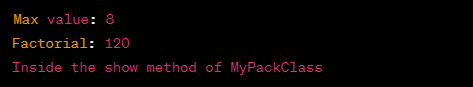 Max value: 8
Factorial: 120
Inside the show method of MyPackClass